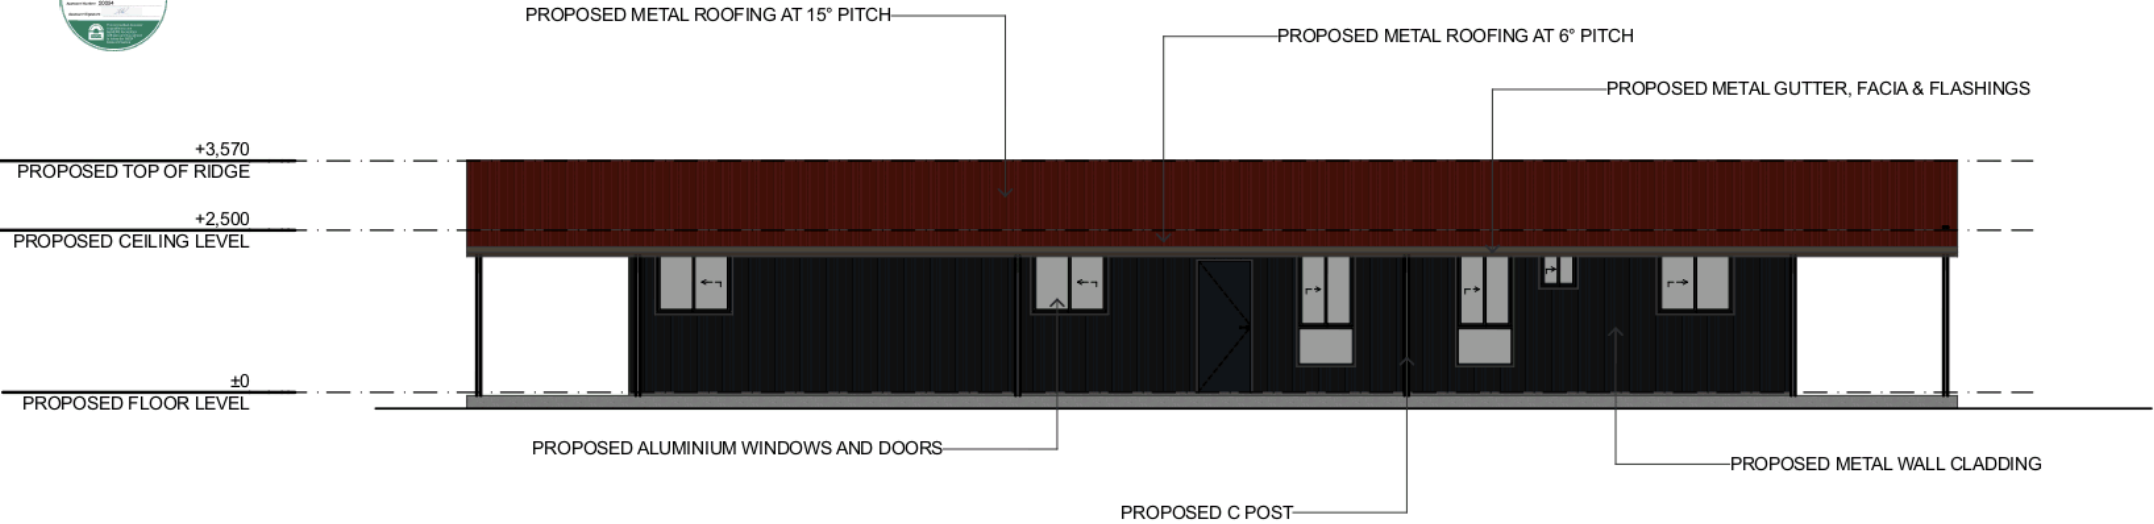 20034
PROPOSED METAL ROOFING AT 15° PITCH
PROPOSED METAL ROOFING AT 6° PITCH
PROPOSED METAL GUTTER, FACIA & FLASHINGS
+3,570
PROPOSED TOP OF RIDGE
+2,500
PROPOSED CEILING LEVEL
±0
PROPOSED FLOOR LEVEL
PROPOSED ALUMINIUM WINDOWS AND DOORS
PROPOSED METAL WALL CLADDING
PROPOSED C POST